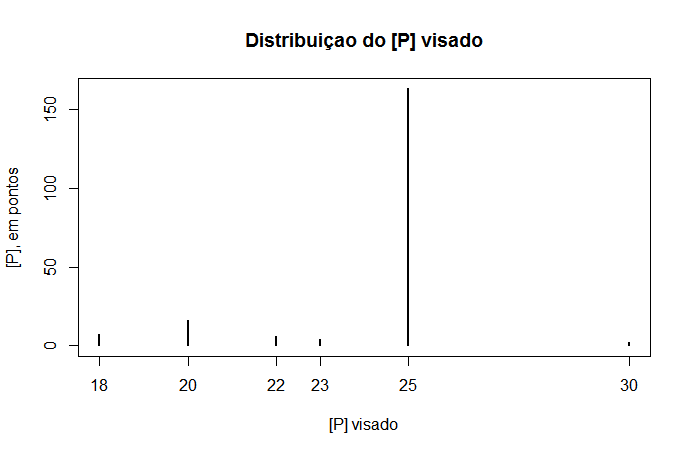 Distribuiçao do [P] visado
[P], em pontos
150
100
50
0
18 20 22 23 25 30
[P] visado